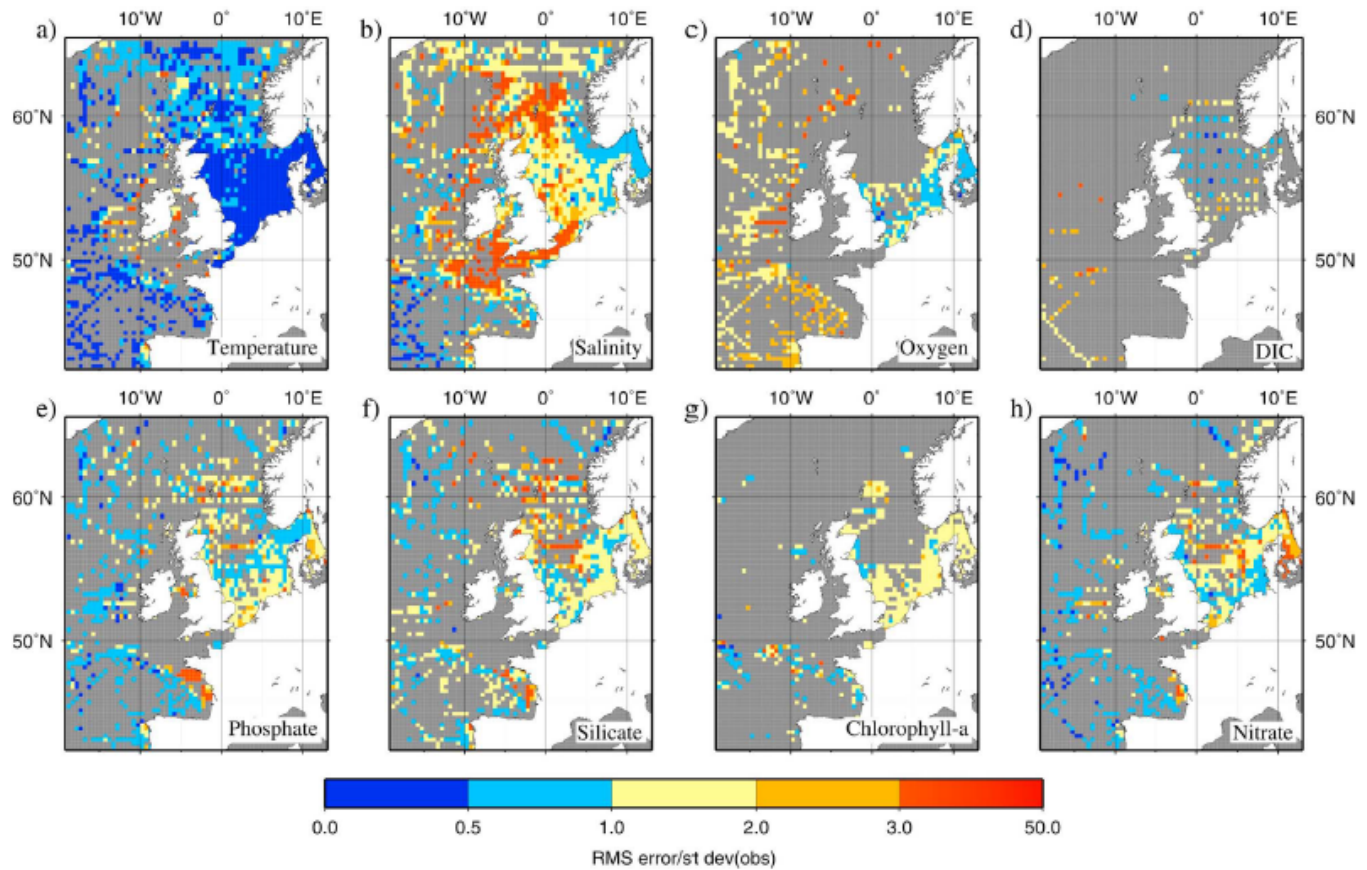 10°W 0° 10°E 10°W 0° 10°E 10°W 0° 10°E 10°W 0° 10°E
a) b) c) d)
60°N 60°N
50°N 50°N
Temperature Salinity Oxygen DIC
10°W 0° 10°E 10°W 0° 10°E 10°W 0° 10°E 10°W 0° 10°E
e) f) g) h)
60°N 60°N
50°N 50°N
Phosphate Silicate Chlorophyll-a Nitrate
0.0 0.5 1.0 2.0 3.0 50.0
RMS error/st dev(obs)